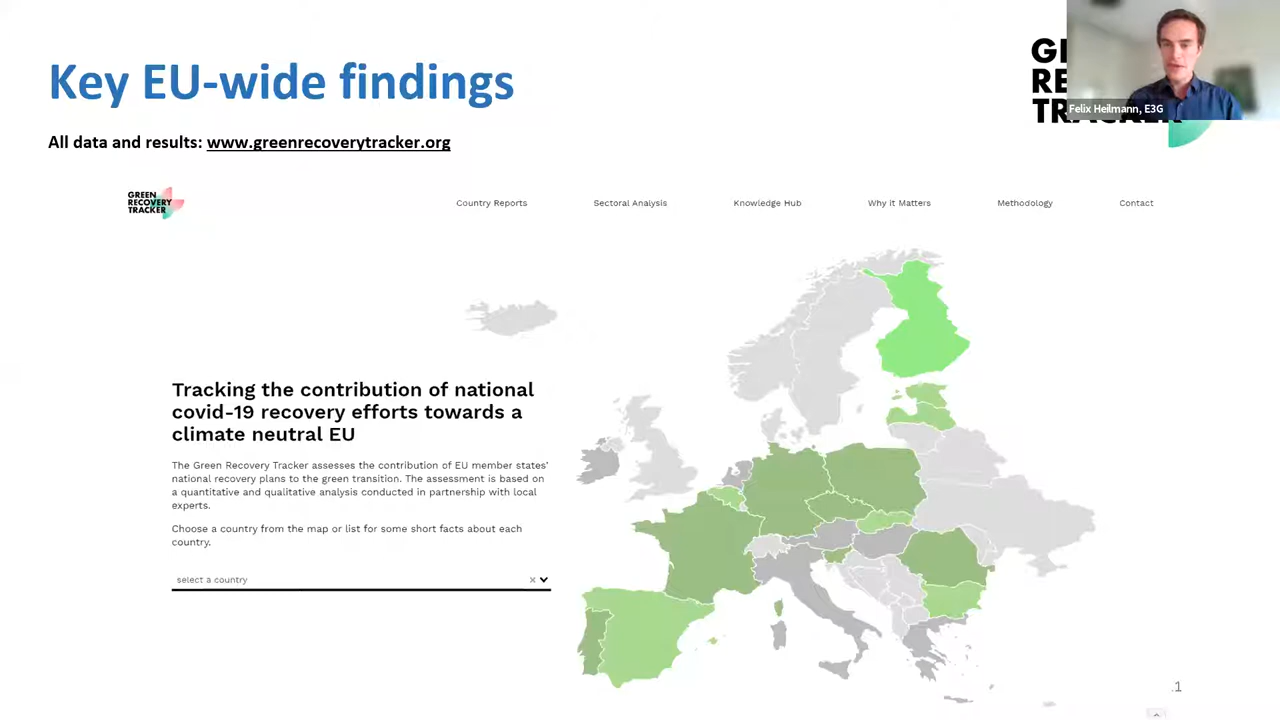 Key EU-wide findings
All data and results: www.greenrecoverytracker.org
Felix Heilmann, E3G
GREEN
RECOVERY
TRACKER
Country Reports
Sectoral Analysis
Knowledge Hub
Why it Matters
Methodology
Contact
Tracking the contribution of national
covid-19 recovery efforts towards a
climate neutral EU
The Green Recovery Tracker assesses the contribution of EU member states'
national recovery plans to the green transition. The assessment is based on
a quantitative and qualitative analysis conducted in partnership with local
experts.
Choose a country from the map or list for some short facts about each
country.
select a country
1